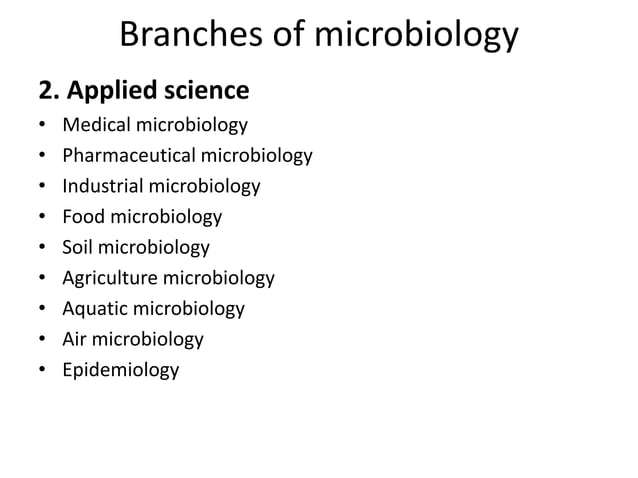 Branches of microbiology
2. Applied science
• Medical microbiology
• Pharmaceutical microbiology
• Industrial microbiology
• Food microbiology
• Soil microbiology
• Agriculture microbiology
• Aquatic microbiology
• Air microbiology
• Epidemiology